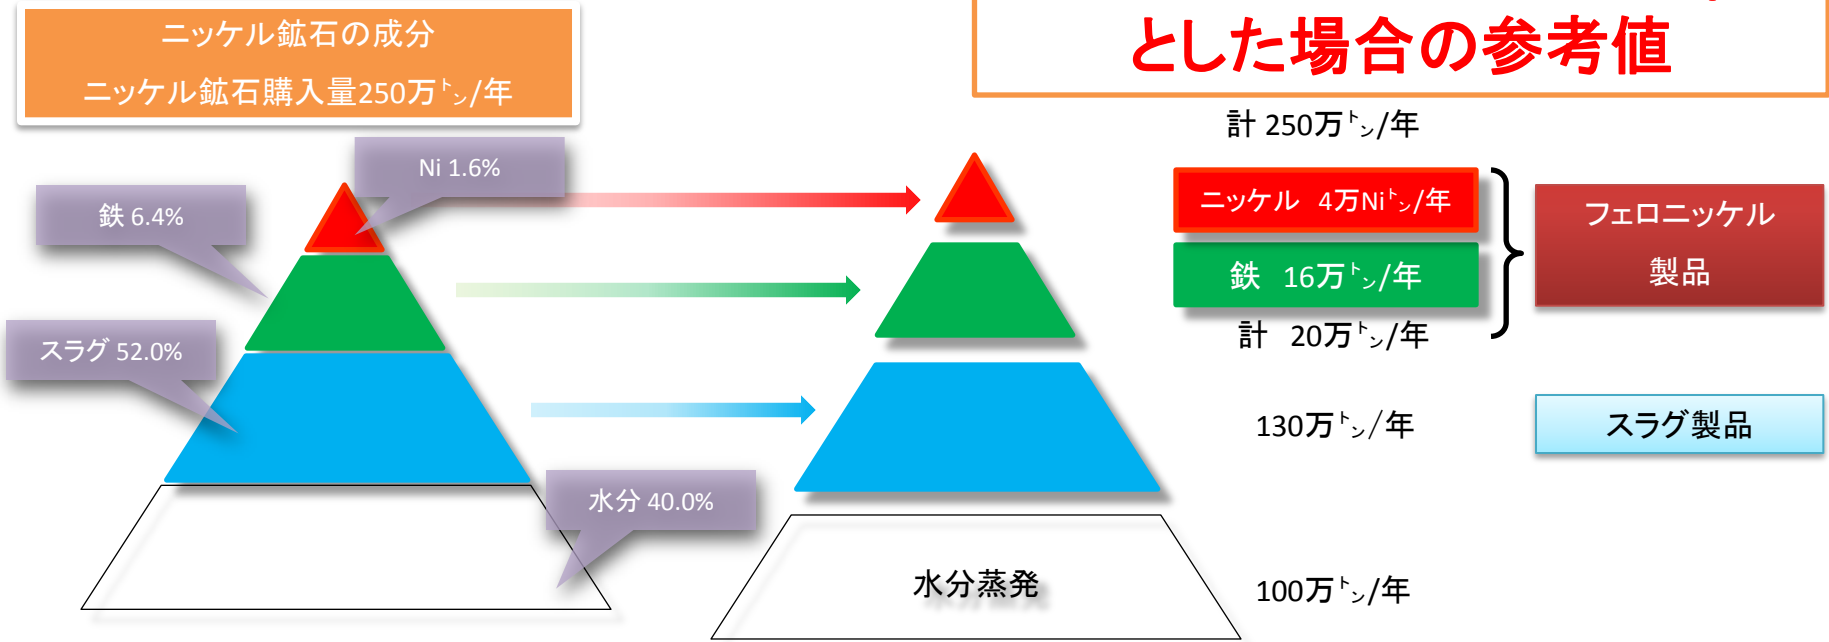 ニッケル鉱石の成分
ニッケル鉱石購入量250万㌧/年
とした場合の参考値
計 250万㌧/年
Ni 1.6%
鉄 6.4%
スラグ 52.0%
水分 40.0%
ニッケル 4万Ni㌧/年
鉄 16万㌧/年
計 20万㌧/年
フェロニッケル
製品
130万㌧/年
スラグ製品
水分蒸発
100万㌧/年